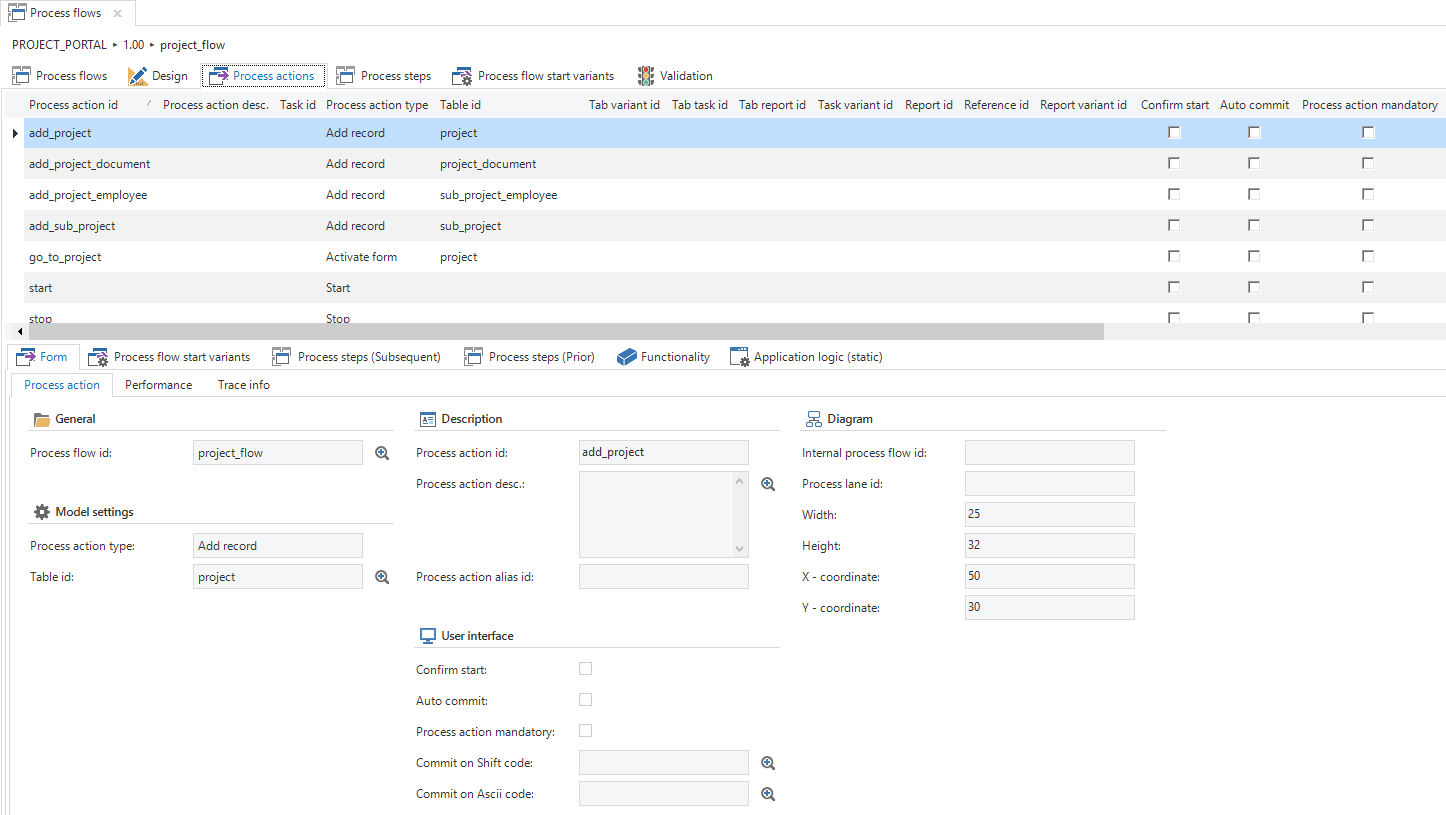 Process flows
PROJECT_PORTAL ▸ 1.00 ▸ project_flow
Process flows Design Process actions Process steps Process flow start variants Validation
Process action id Process action desc. Task id Process action type Table id Tab variant id Tab task id Tab report id Task variant id Report id Reference id Report variant id Confirm start Auto commit Process action mandatory
add_project Add record project
add_project_document Add record project_document
add_project_employee Add record sub_project_employee
add_sub_project Add record sub_project
go_to_project Activate form project
start Start
stop Stop
Form Process flow start variants Process steps (Subsequent) Process steps (Prior) Functionality Application logic (static)
Process action Performance Trace info
General
Process flow id: project_flow
Model settings
Process action type: Add record
Table id: project
Description
Process action id: add_project
Process action desc.:
Process action alias id:
User interface
Confirm start:
Auto commit:
Process action mandatory:
Commit on Shift code:
Commit on Ascii code:
Diagram
Internal process flow id:
Process lane id:
Width: 25
Height: 32
X - coordinate: 50
Y - coordinate: 30